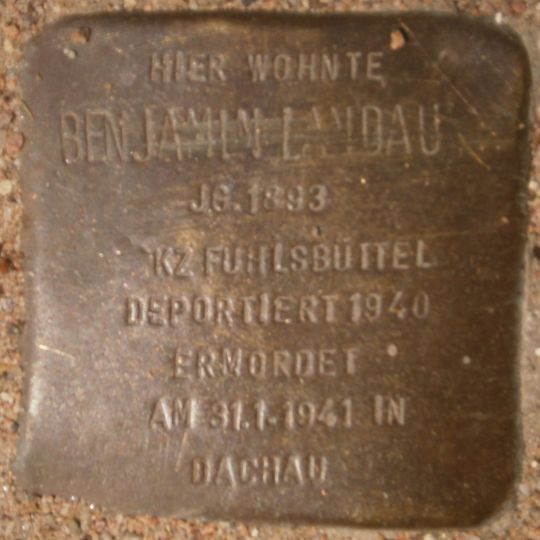 HIER WOHNTE
BENJAMIN LANDAU
JG. 1893
KZ FUHLSBÜTTEL
DEPORTIERT 1940
ERMORDET
AM 31.1.1941 IN
DACHAU